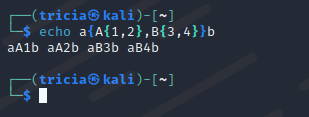 ┌──(tricia㉿kali)-[~]
└─$ echo a{A{1,2},B{3,4}}b
aA1b aA2b aB3b aB4b
┌──(tricia㉿kali)-[~]
└─$